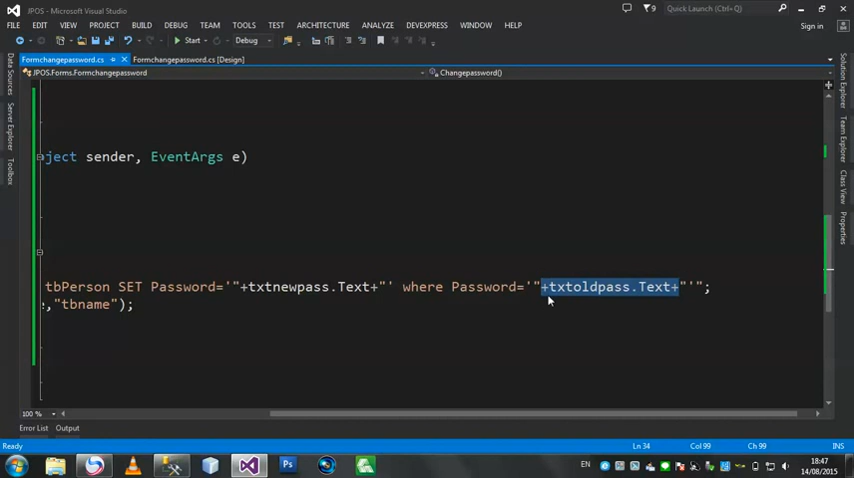 JPOS - Microsoft Visual Studio
9
Quick Launch (Ctrl+Q)
FILE EDIT VIEW PROJECT BUILD DEBUG TEAM TOOLS TEST ARCHITECTURE ANALYZE DEVEXPRESS WINDOW HELP
Sign in
Start Debug
Formchangepassword.cs
Formchangepassword.cs [Design]
JPOS.Forms.Formchangepassword
Changepassword()
Data Sources
Server Explorer
Toolbox
Solution Explorer
Team Explorer
Class View
Properties
ject sender, EventArgs e)
tbPerson SET Password='"+txtnewpass.Text+"' where Password='"+txtoldpass.Text+"'";
,"tbname");
100 %
Error List Output
Ready
Ln 34 Col 99 Ch 99 INS
EN
18:47
14/08/2015